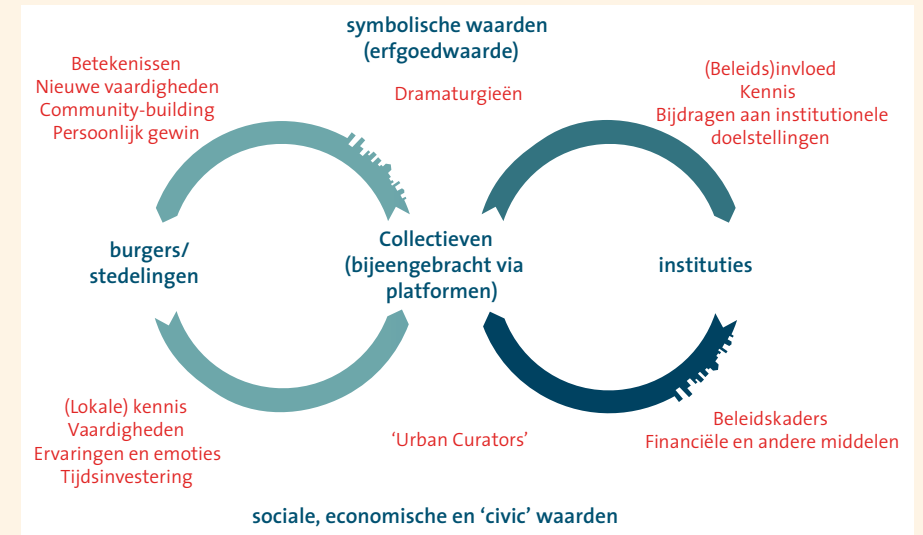 symbolische waarden
(erfgoedwaarde)
Betekenissen
Nieuwe vaardigheden
Community-building
Persoonlijk gewin
Dramaturgieën
(Beleids)invloed
Kennis
Bijdragen aan institutionele
doelstellingen
burgers/
stedelingen
Collectieven
(bijeengebracht via
platformen)
instituties
(Lokale) kennis
Vaardigheden
Ervaringen en emoties
Tijdsinvestering
‘Urban Curators’
Beleidskaders
Financiële en andere middelen
sociale, economische en ‘civic’ waarden